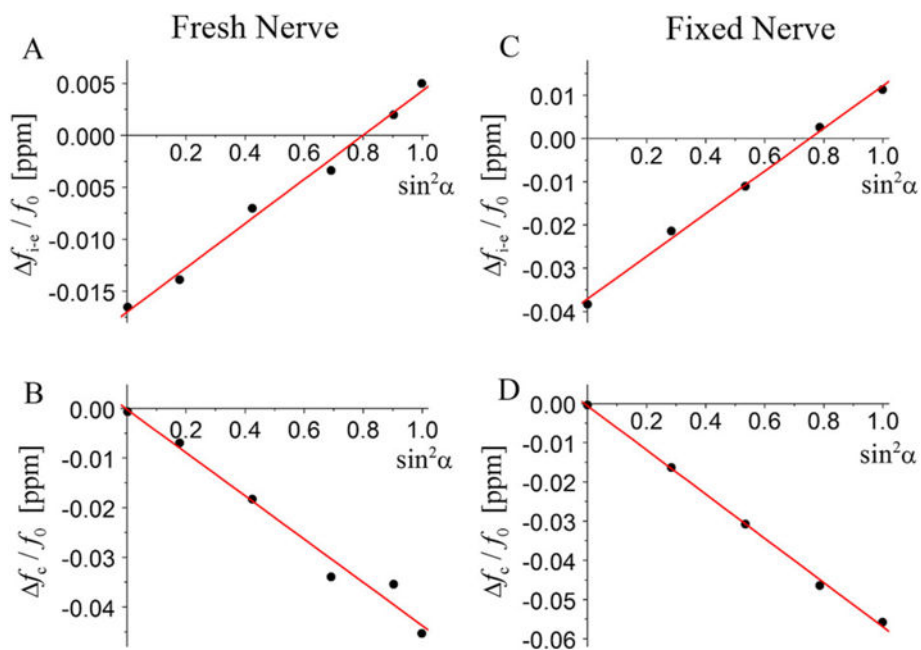 Fresh Nerve
Fixed Nerve
A
0.005
0.000
-0.005
-0.010
-0.015
0.2 0.4 0.6 0.8 1.0
sin²α
Δf_{i-e} / f₀ [ppm]
C
0.01
0.00
-0.01
-0.02
-0.03
-0.04
0.2 0.4 0.6 0.8 1.0
sin²α
Δf_{i-e} / f₀ [ppm]
B
0.00
-0.01
-0.02
-0.03
-0.04
0.2 0.4 0.6 0.8 1.0
sin²α
Δf_c / f₀ [ppm]
D
0.00
-0.01
-0.02
-0.03
-0.04
-0.05
-0.06
0.2 0.4 0.6 0.8 1.0
sin²α
Δf_c / f₀ [ppm]